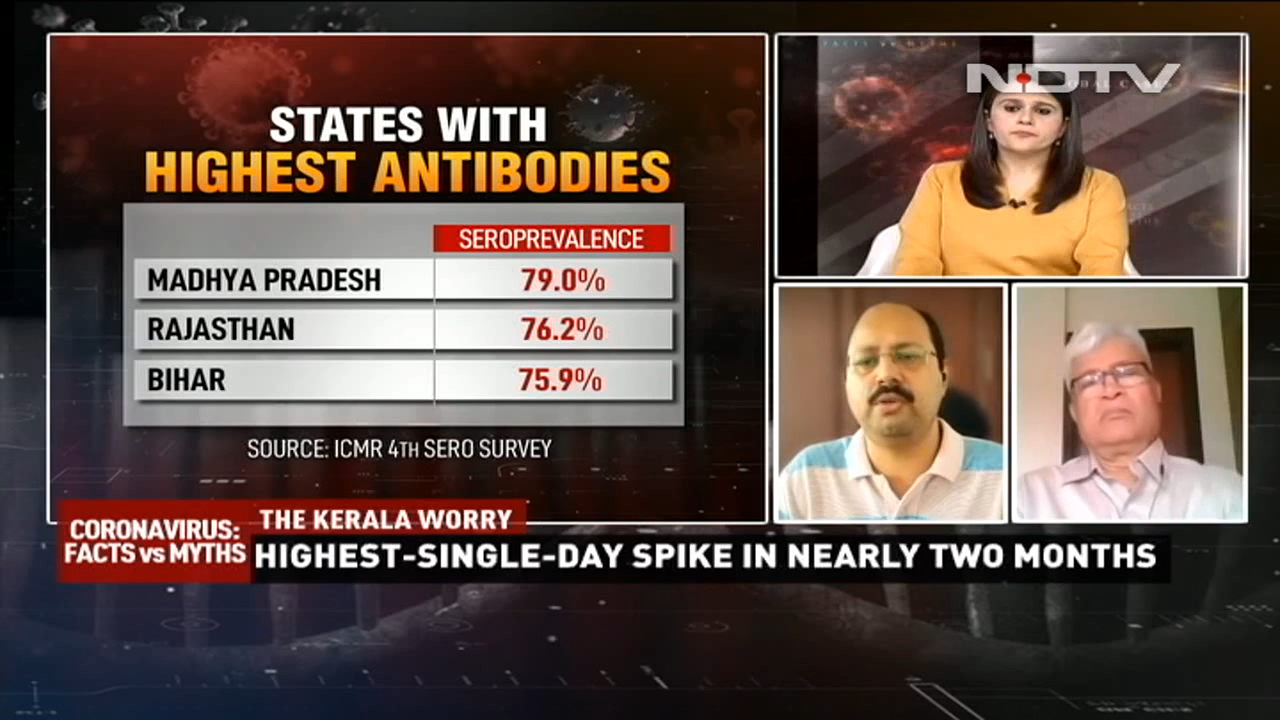 STATES WITH
HIGHEST ANTIBODIES
SEROPREVALENCE
MADHYA PRADESH 79.0%
RAJASTHAN 76.2%
BIHAR 75.9%
SOURCE: ICMR 4TH SERO SURVEY
NDTV
CORONAVIRUS:
FACTS vs MYTHS
THE KERALA WORRY
HIGHEST-SINGLE-DAY SPIKE IN NEARLY TWO MONTHS